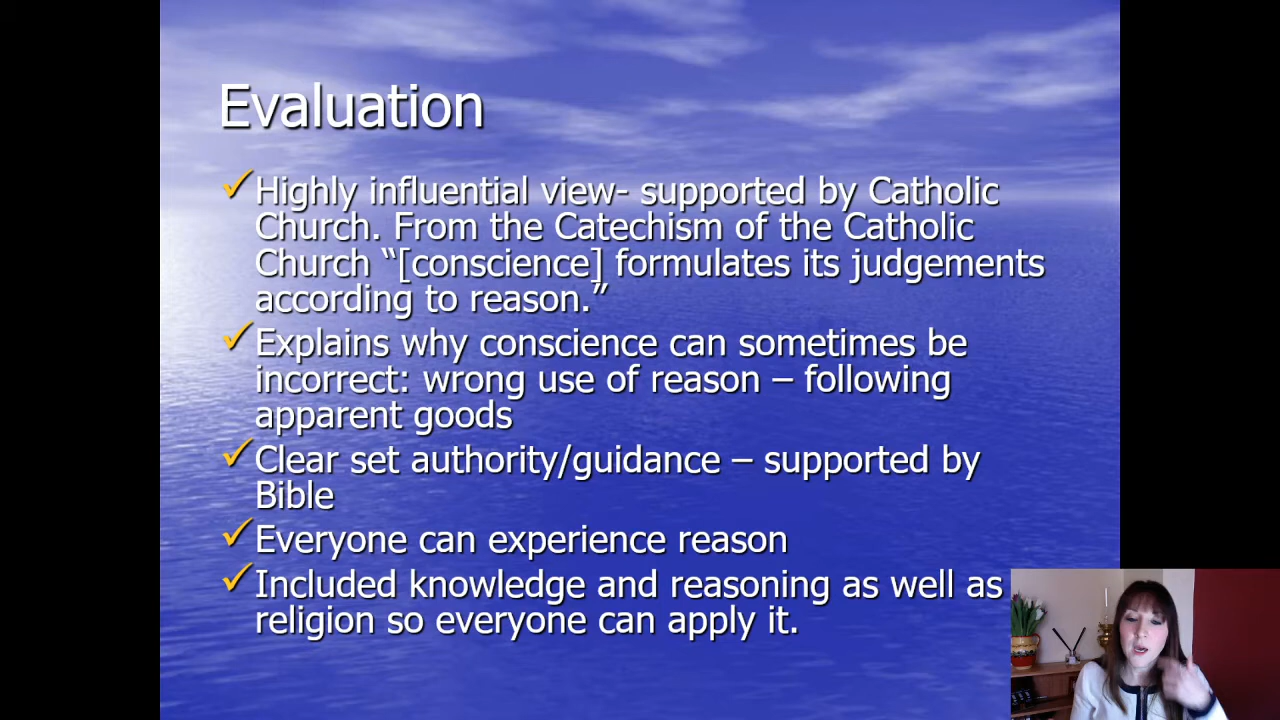 Evaluation
Highly influential view- supported by Catholic
Church. From the Catechism of the Catholic
Church “[conscience] formulates its judgements
according to reason.”
Explains why conscience can sometimes be
incorrect: wrong use of reason – following
apparent goods
Clear set authority/guidance – supported by
Bible
Everyone can experience reason
Included knowledge and reasoning as well as
religion so everyone can apply it.